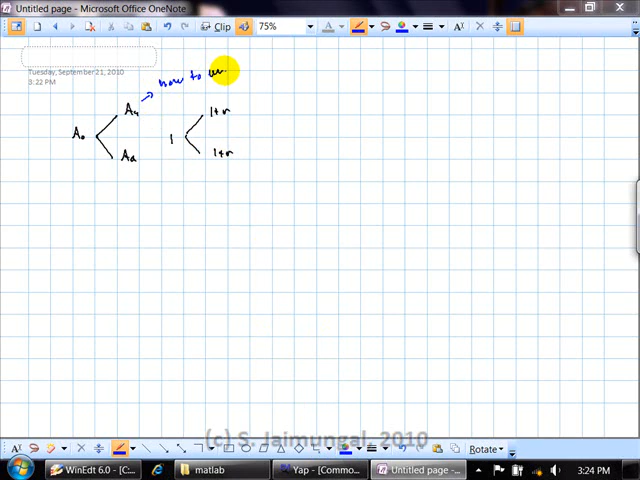 Untitled page - Microsoft Office OneNote
Clip
75%
Tuesday, September 21, 2010
3:22 PM
how to
A₀
Aᵤ
A_d
1
1+r
1+r
(c) S. Jaimungal, 2010
Rotate
WinEdt 6.0 - [C:...
matlab
Yap - [Commo...
Untitled page -...
3:24 PM